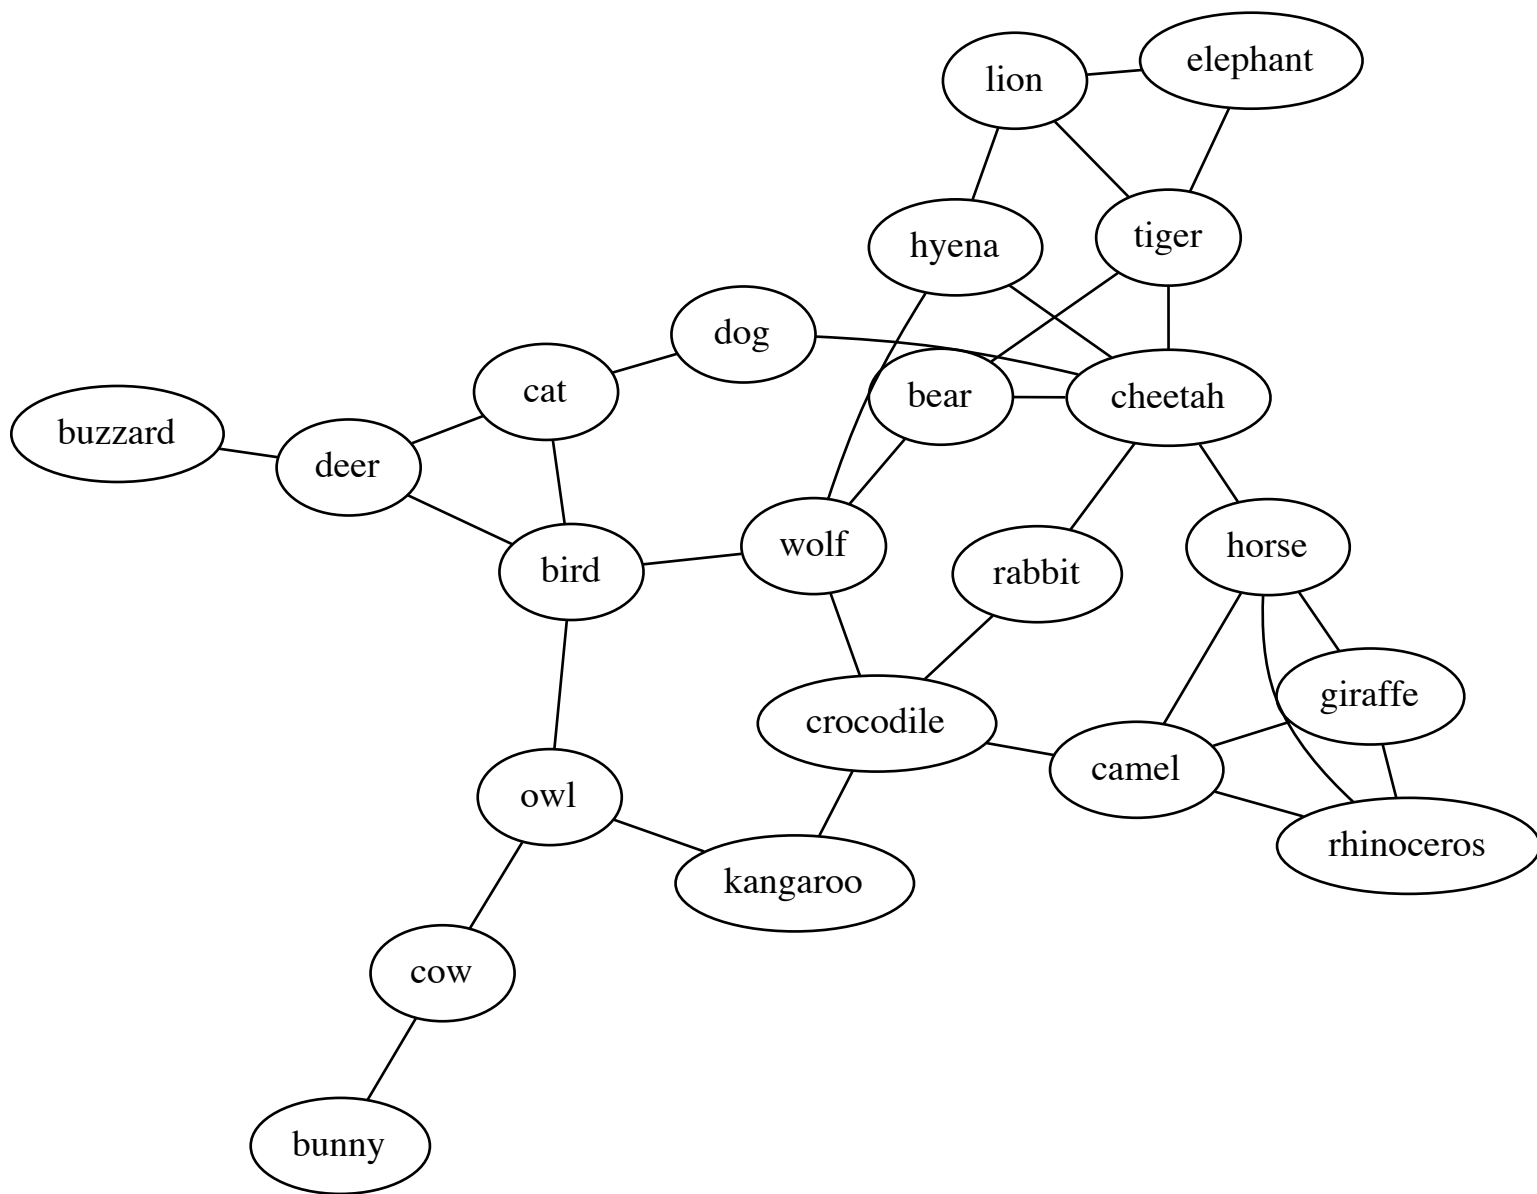 elephant
lion
tiger
hyena
dog
cat
bear
cheetah
buzzard
deer
wolf
horse
bird
rabbit
giraffe
crocodile
camel
owl
rhinoceros
kangaroo
cow
bunny